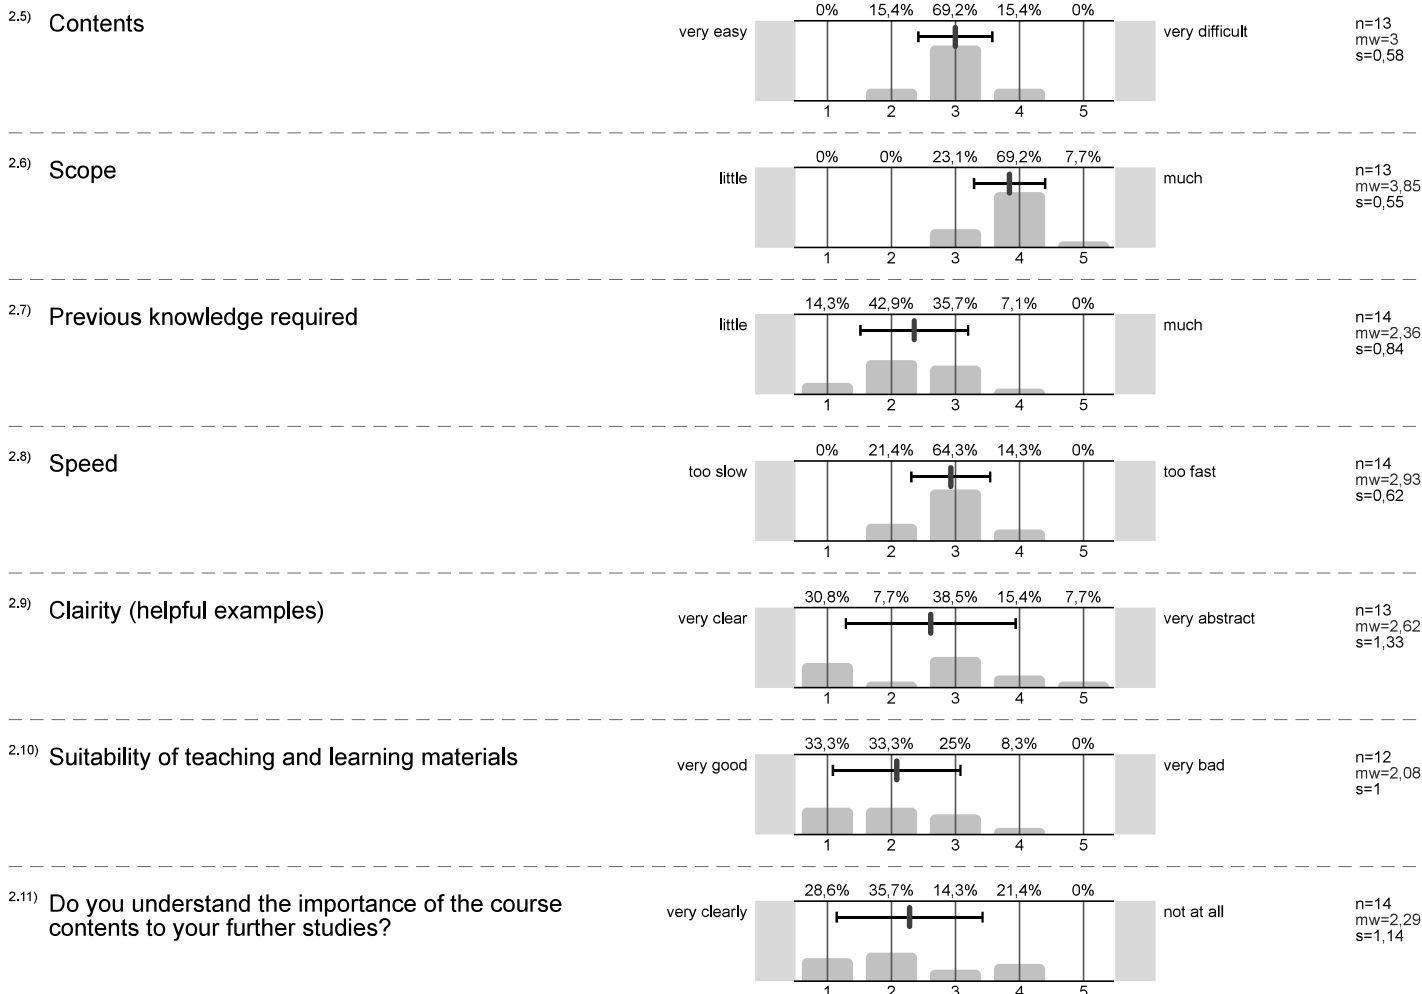 2.5) Contents
0% 15,4% 69,2% 15,4% 0%
very easy very difficult
1 2 3 4 5
n=13
mw=3
s=0,58
2.6) Scope
0% 0% 23,1% 69,2% 7,7%
little much
1 2 3 4 5
n=13
mw=3,85
s=0,55
2.7) Previous knowledge required
14,3% 42,9% 35,7% 7,1% 0%
little much
1 2 3 4 5
n=14
mw=2,36
s=0,84
2.8) Speed
0% 21,4% 64,3% 14,3% 0%
too slow too fast
1 2 3 4 5
n=14
mw=2,93
s=0,62
2.9) Clairity (helpful examples)
30,8% 7,7% 38,5% 15,4% 7,7%
very clear very abstract
1 2 3 4 5
n=13
mw=2,62
s=1,33
2.10) Suitability of teaching and learning materials
33,3% 33,3% 25% 8,3% 0%
very good very bad
1 2 3 4 5
n=12
mw=2,08
s=1
2.11) Do you understand the importance of the course
contents to your further studies?
28,6% 35,7% 14,3% 21,4% 0%
very clearly not at all
1 2 3 4 5
n=14
mw=2,29
s=1,14